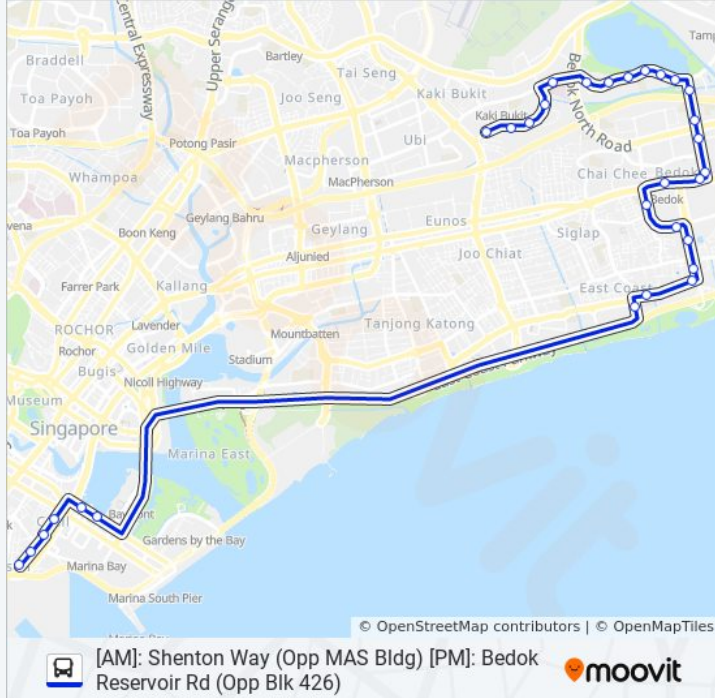 Braddell
Central Expressway
Upper Serang
Bartley
Tai Seng
Tamp
Toa Payoh
Joo Seng
Kaki Bukit
Bedok North Road
Toa Payoh
Potong Pasir
Kaki Bukit
Ubi
Macpherson
Whampoa
MacPherson
Chai Chee
Bedok
Geylang Bahru
Bedok
vena
Boon Keng
Geylang
Eunos
Siglap
Aljunied
Joo Chiat
Farrer Park
Kallang
East Coast
ROCHOR
Lavender
Mountbatten
Tanjong Katong
Rochor
Golden Mile
Stadium
Bugis
Nicoll Highway
Museum
Singapore
Marina East
Gardens by the Bay
Marina Bay
Marina South Pier
© OpenStreetMap contributors | © OpenMapTiles
[AM]: Shenton Way (Opp MAS Bldg) [PM]: Bedok
Reservoir Rd (Opp Blk 426)
moovit